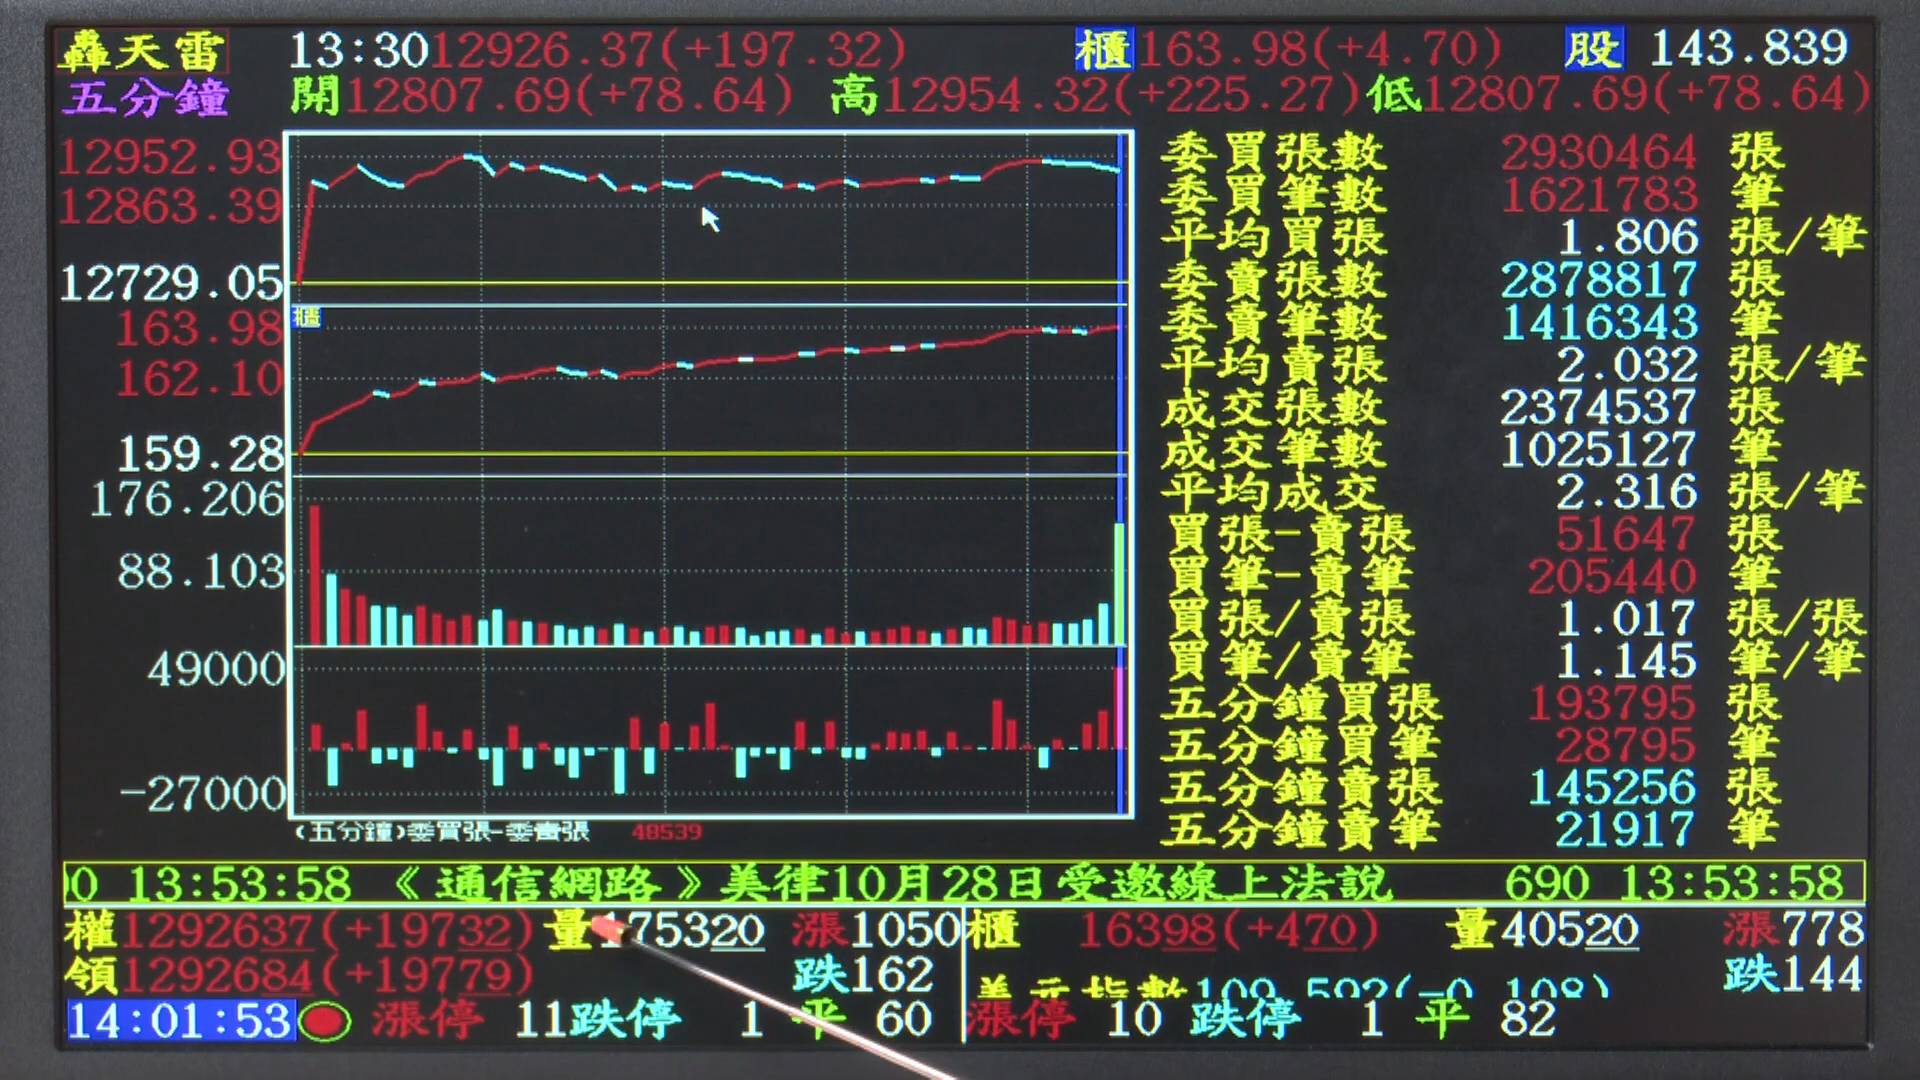 轟天雷 13:30 12926.37(+197.32) 櫃 163.98(+4.70) 股 143.839
五分鐘 開12807.69(+78.64) 高12954.32(+225.27) 低12807.69(+78.64)
12952.93
12863.39
12729.05
櫃
163.98
162.10
159.28
176.206
88.103
49000
-27000
(五分鐘)委買張-委賣張 48539
委買張數 2930464 張
委買筆數 1621783 筆
平均買張 1.806 張/筆
委賣張數 2878817 張
委賣筆數 1416343 筆
平均賣張 2.032 張/筆
成交張數 2374537 張
成交筆數 1025127 筆
平均成交 2.316 張/筆
買張-賣張 51647 張
買筆-賣筆 205440 筆
買張/賣張 1.017 張/張
買筆/賣筆 1.145 筆/筆
五分鐘買張 193795 張
五分鐘買筆 28795 筆
五分鐘賣張 145256 張
五分鐘賣筆 21917 筆
0 13:53:58 《通信網路》美律10月28日受邀線上法說 690 13:53:58
權1292637(+19732) 量175320 漲1050 櫃 16398(+470) 量40520 漲778
領1292684(+19779) 跌162 跌144
14:01:53 漲停 11跌停 1 平 60 漲停 10 跌停 1 平 82